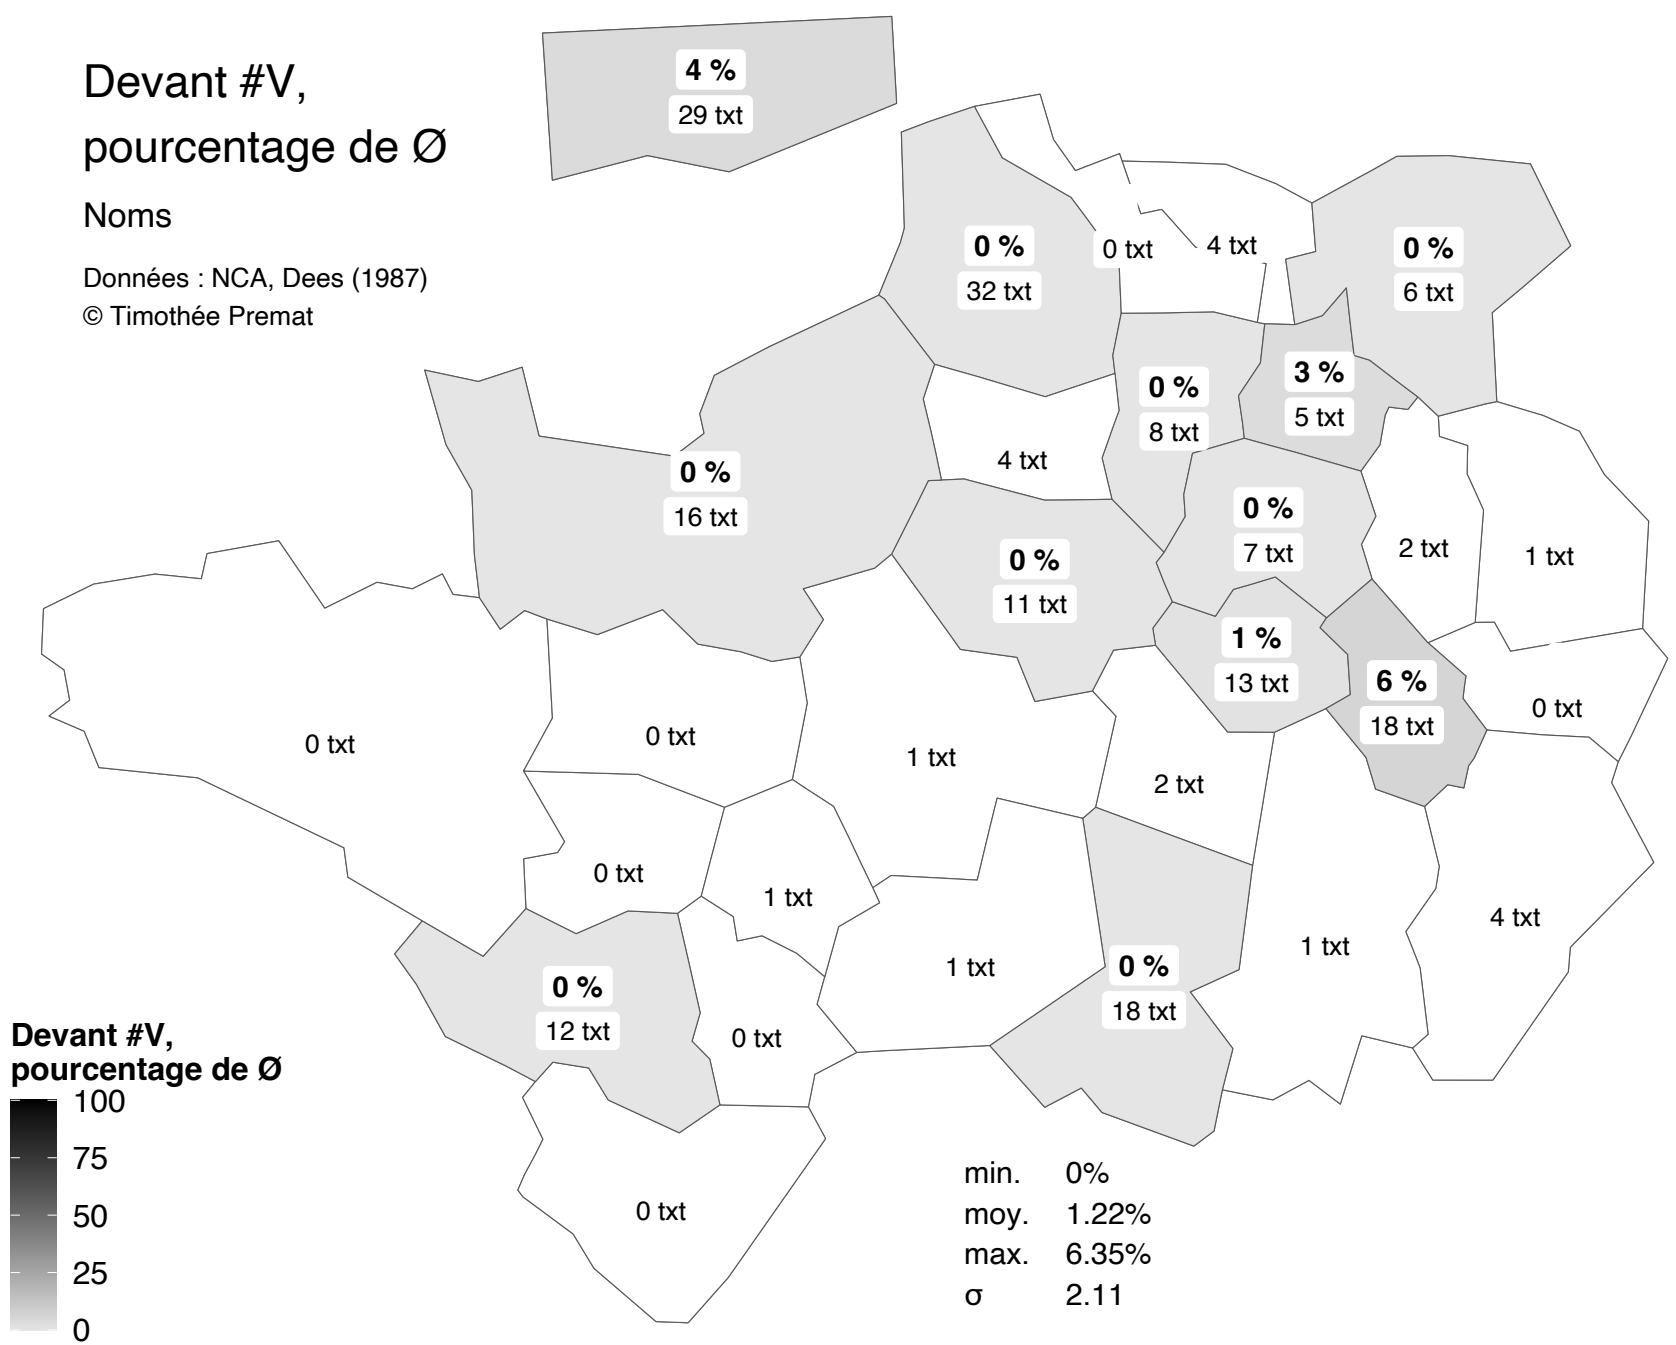 Devant #V,
pourcentage de Ø
Noms
Données : NCA, Dees (1987)
© Timothée Premat
4 %
29 txt
0 %
32 txt
0 txt
4 txt
0 %
6 txt
0 %
8 txt
3 %
5 txt
4 txt
0 %
16 txt
0 %
7 txt
2 txt
1 txt
0 %
11 txt
1 %
13 txt
6 %
18 txt
0 txt
0 txt
0 txt
1 txt
2 txt
0 txt
1 txt
4 txt
1 txt
1 txt
0 %
18 txt
0 %
12 txt
0 txt
0 txt
Devant #V,
pourcentage de Ø
100
75
50
25
0
min. 0%
moy. 1.22%
max. 6.35%
σ 2.11